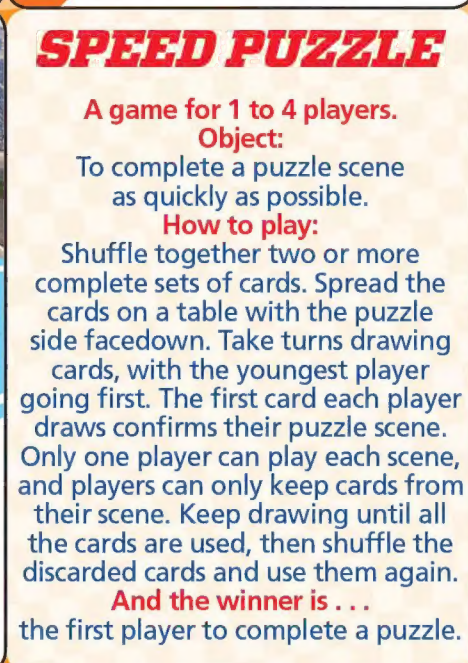 SPEED PUZZLE
A game for 1 to 4 players.
Object:
To complete a puzzle scene
as quickly as possible.
How to play:
Shuffle together two or more
complete sets of cards. Spread the
cards on a table with the puzzle
side facedown. Take turns drawing
cards, with the youngest player
going first. The first card each player
draws confirms their puzzle scene.
Only one player can play each scene,
and players can only keep cards from
their scene. Keep drawing until all
the cards are used, then shuffle the
discarded cards and use them again.
And the winner is . . .
the first player to complete a puzzle.